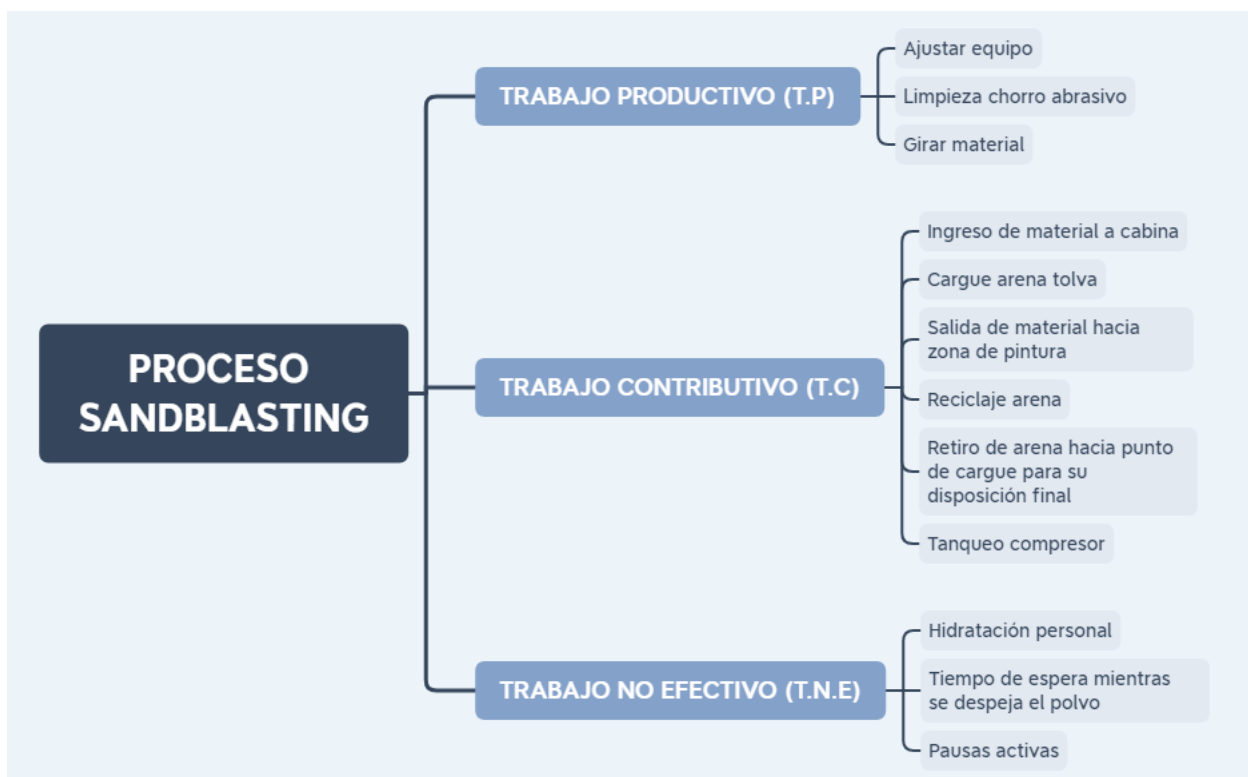 PROCESO
SANDBLASTING
TRABAJO PRODUCTIVO (T.P)
Ajustar equipo
Limpieza chorro abrasivo
Girar material
TRABAJO CONTRIBUTIVO (T.C)
Ingreso de material a cabina
Cargue arena tolva
Salida de material hacia
zona de pintura
Reciclaje arena
Retiro de arena hacia punto
de cargue para su
disposición final
Tanqueo compresor
TRABAJO NO EFECTIVO (T.N.E)
Hidratación personal
Tiempo de espera mientras
se despeja el polvo
Pausas activas